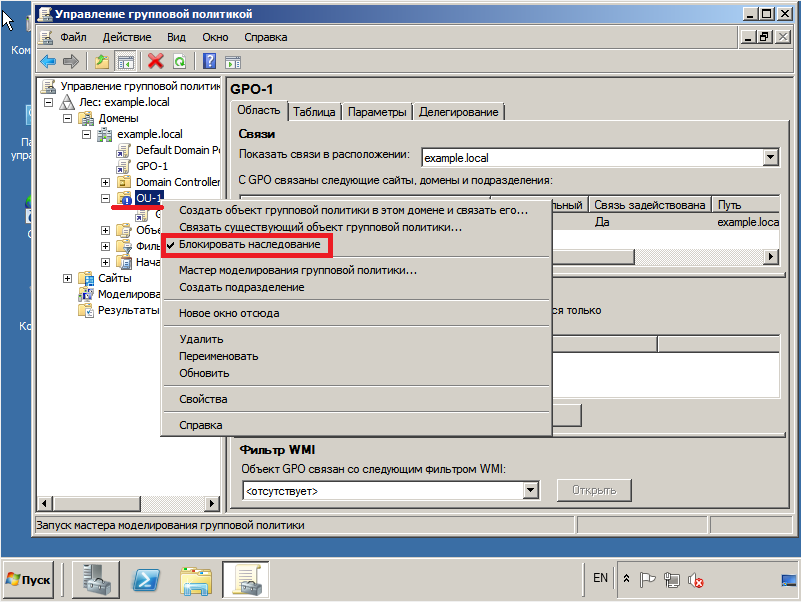 Управление групповой политикой
Файл Действие Вид Окно Справка
Управление групповой политик
Лес: example.local
Домены
example.local
Default Domain Po
GPO-1
Domain Controller
OU-1
Объе
Филь
Нача
Сайты
Моделирова
Результаты
GPO-1
Область Таблица Параметры Делегирование
Связи
Показать связи в расположении: example.local
С GPO связаны следующие сайты, домены и подразделения:
льный Связь задействована Путь
Да example.loca
ся только
Создать объект групповой политики в этом домене и связать его...
Связать существующий объект групповой политики...
Блокировать наследование
Мастер моделирования групповой политики...
Создать подразделение
Новое окно отсюда
Удалить
Переименовать
Обновить
Свойства
Справка
Фильтр WMI
Объект GPO связан со следующим фильтром WMI:
<отсутствует> Открыть
Запуск мастера моделирования групповой политики
Ком
упра
Ко
Пуск
EN